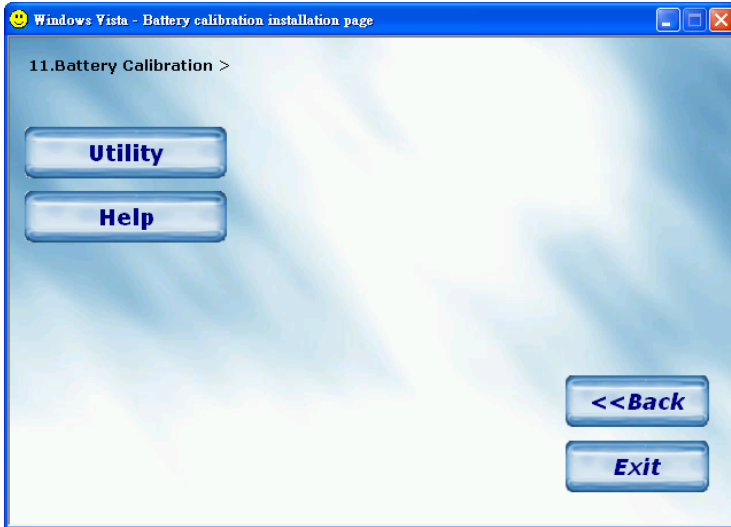 Windows Vista - Battery calibration installation page
11.Battery Calibration >
Utility
Help
<<Back
Exit